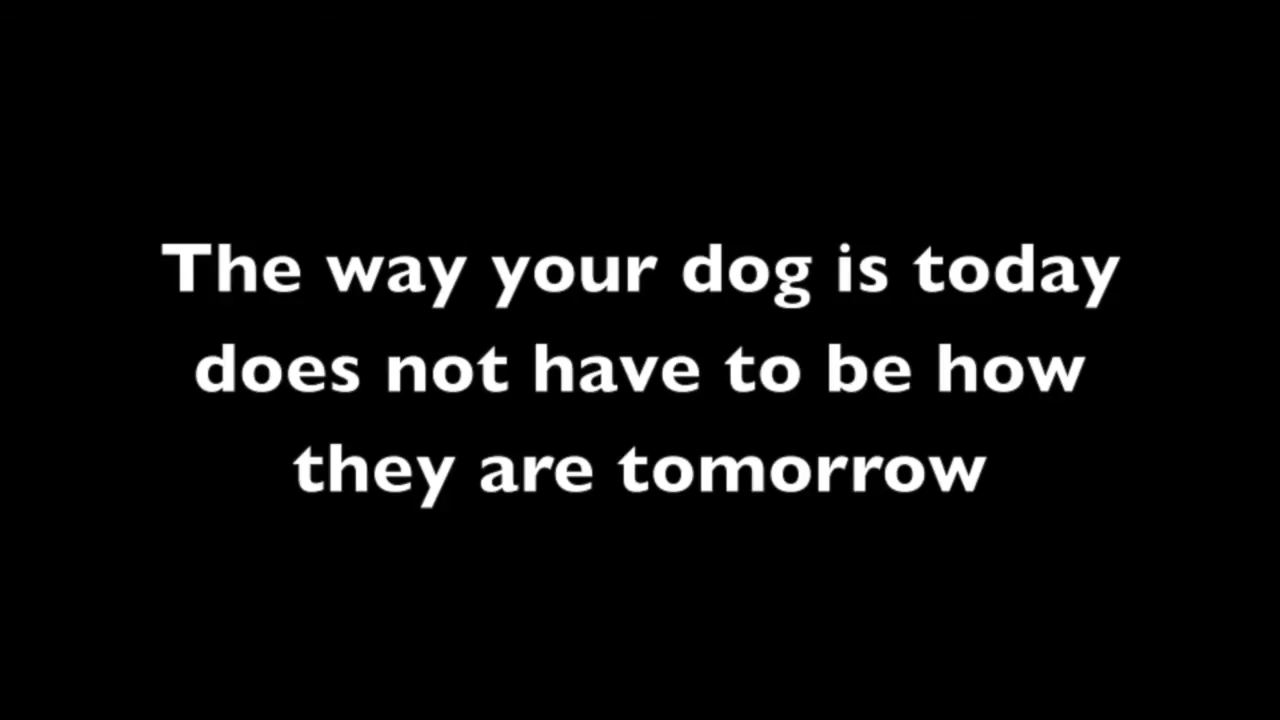 The way your dog is today
does not have to be how
they are tomorrow